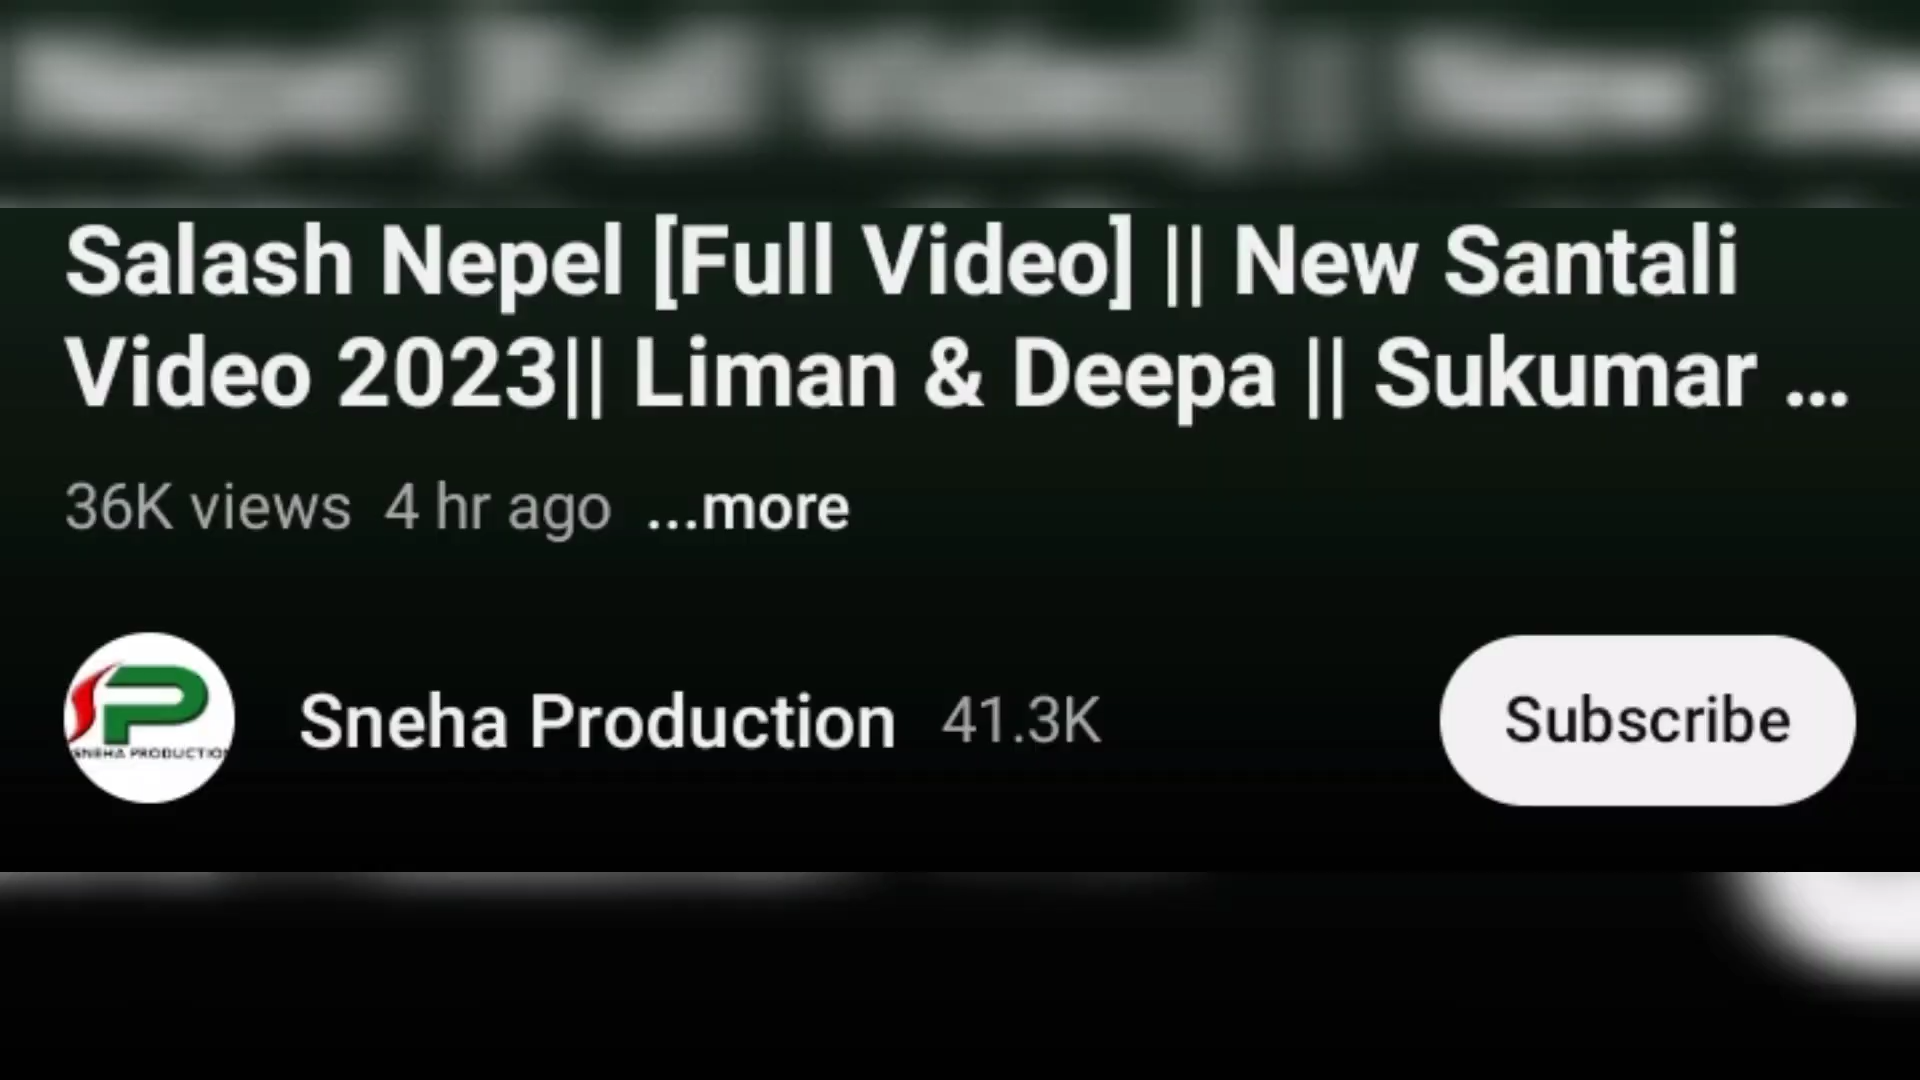 Salash Nepel [Full Video] || New Santali
Video 2023|| Liman & Deepa || Sukumar ...
36K views 4 hr ago ...more
SNEHA PRODUCTION
Sneha Production 41.3K
Subscribe